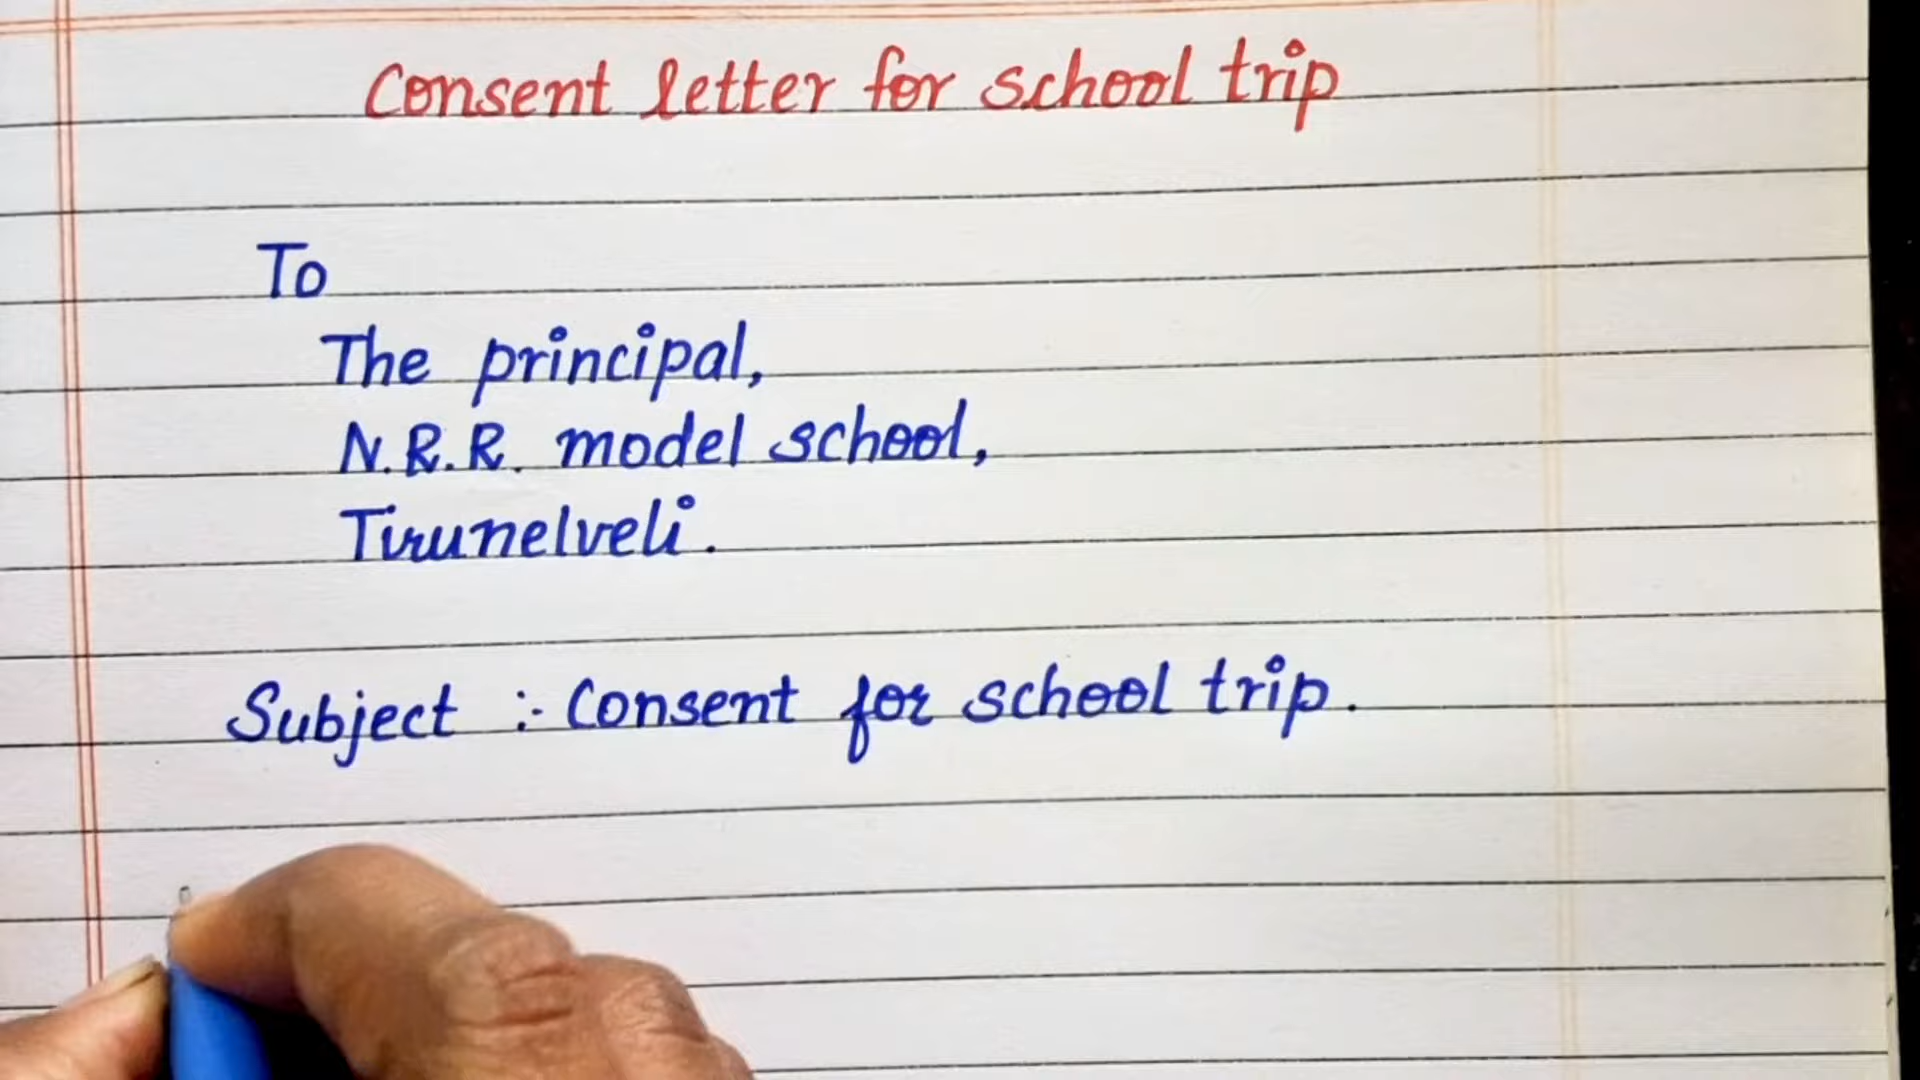 Consent letter for school trip
To
The principal,
N.R.R. model school,
Tirunelveli.
Subject :- Consent for school trip.